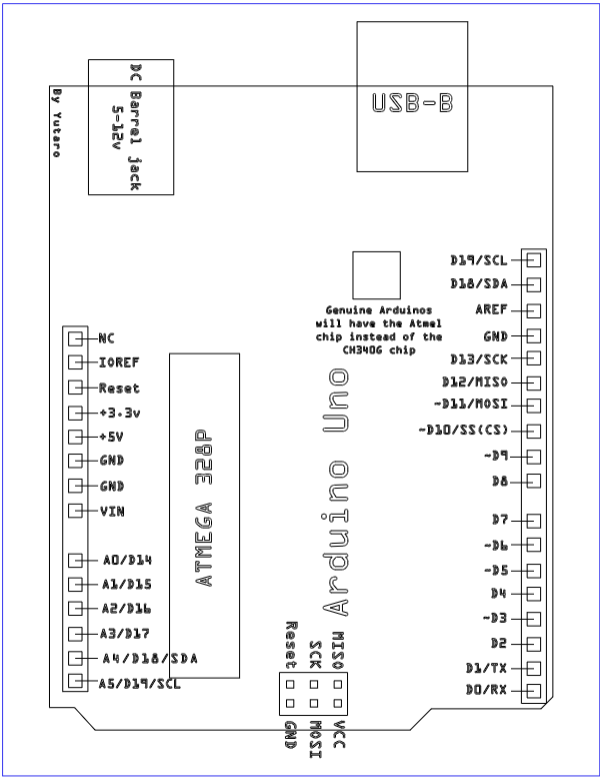 DC Barrel jack
5-12v
By Yutaro
USB-B
Genuine Arduinos
will have the Atmel
chip instead of the
CH340G chip
NC
IOREF
Reset
+3.3v
+5V
GND
GND
VIN
A0/D14
A1/D15
A2/D16
A3/D17
A4/D18/SDA
A5/D19/SCL
ATMEGA 328P
Arduino Uno
D19/SCL
D18/SDA
AREF
GND
D13/SCK
D12/MISO
~D11/MOSI
~D10/SS(CS)
~D9
D8
D7
~D6
~D5
D4
~D3
D2
D1/TX
D0/RX
Reset
SCK
MISO
GND
MOSI
VCC